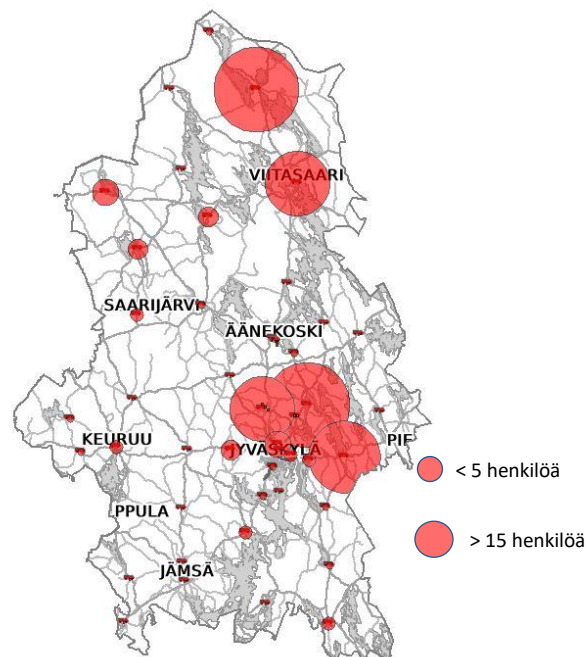 VIITASAARI
SAARIJÄRVI
ÄÄNEKOSKI
KEURUU
JYVÄSKYLÄ
PIE
< 5 henkilöä
PPULA
> 15 henkilöä
JÄMSÄ